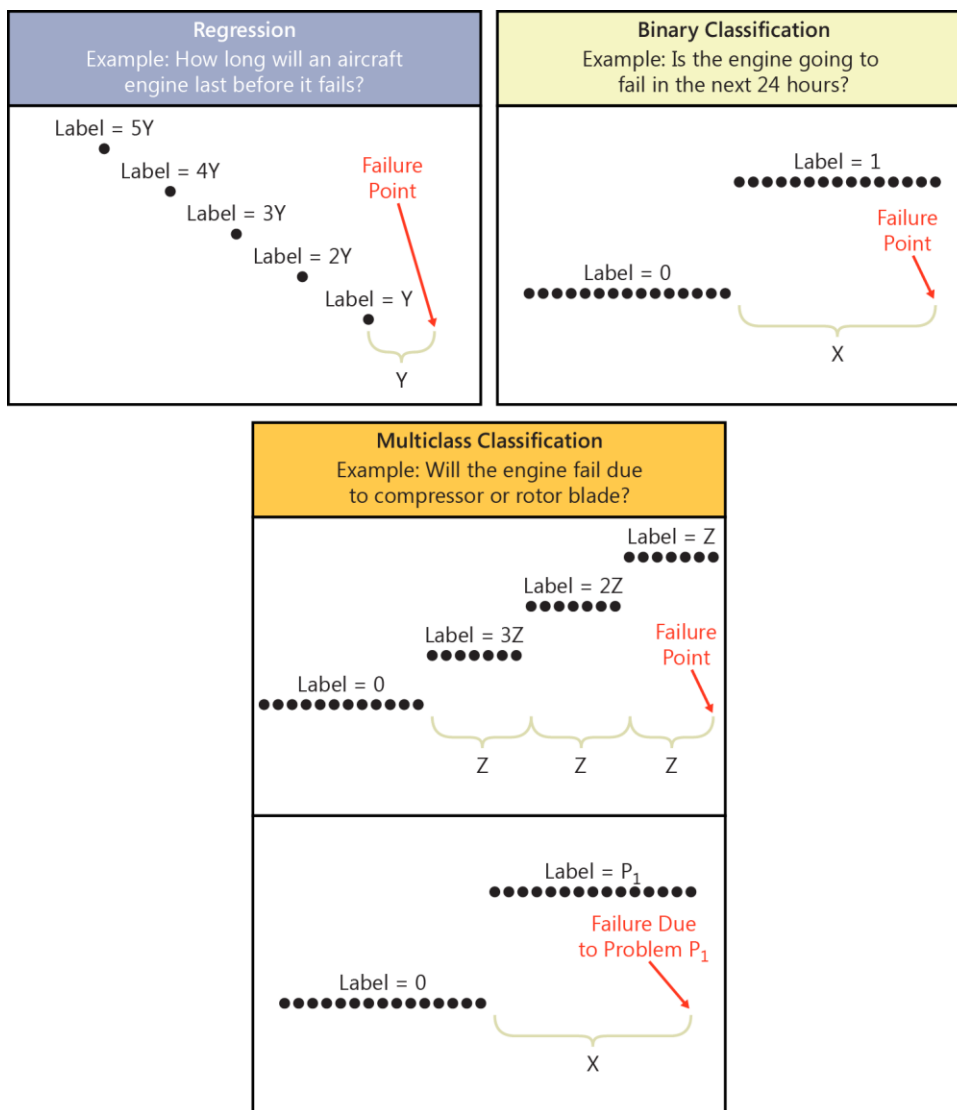 Regression
Example: How long will an aircraft
engine last before it fails?
Label = 5Y
Label = 4Y
Label = 3Y
Label = 2Y
Label = Y
Failure
Point
Y
Binary Classification
Example: Is the engine going to
fail in the next 24 hours?
Label = 1
Label = 0
Failure
Point
X
Multiclass Classification
Example: Will the engine fail due
to compressor or rotor blade?
Label = Z
Label = 2Z
Label = 3Z
Label = 0
Failure
Point
Z Z Z
Label = P₁
Failure Due
to Problem P₁
Label = 0
X